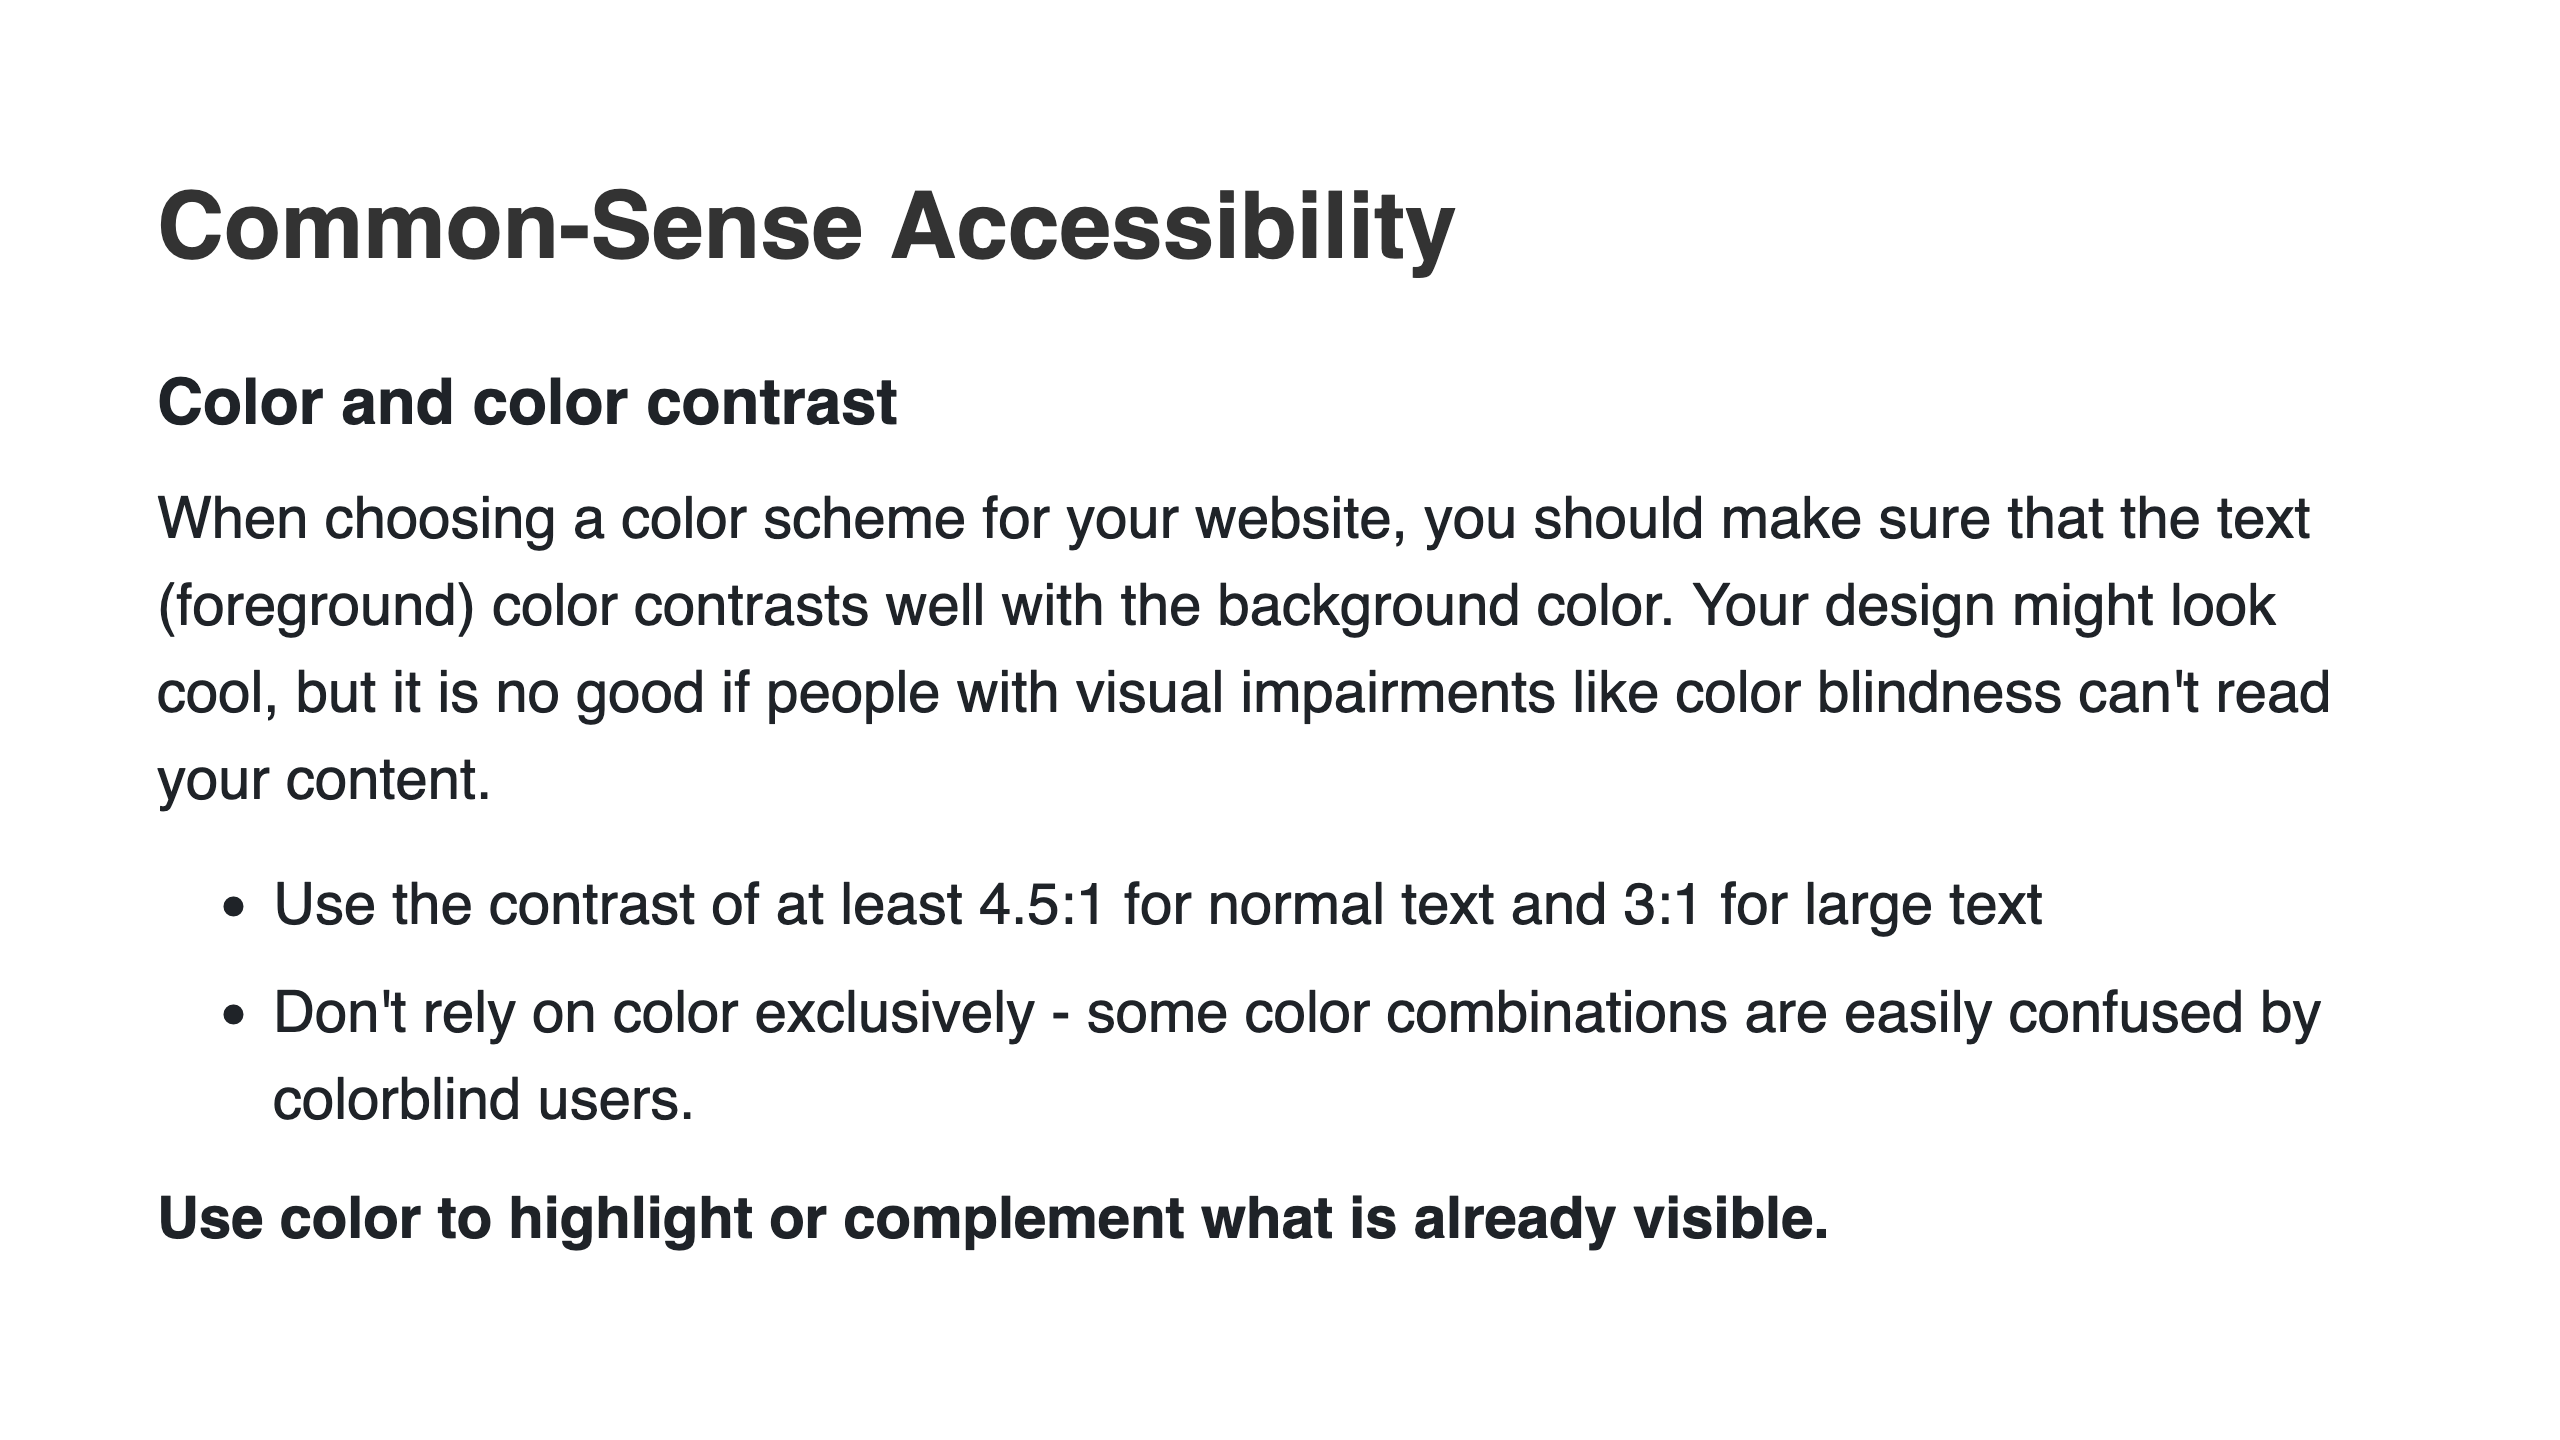 Common-Sense Accessibility
Color and color contrast
When choosing a color scheme for your website, you should make sure that the text
(foreground) color contrasts well with the background color. Your design might look
cool, but it is no good if people with visual impairments like color blindness can't read
your content.
• Use the contrast of at least 4.5:1 for normal text and 3:1 for large text
• Don't rely on color exclusively - some color combinations are easily confused by
colorblind users.
Use color to highlight or complement what is already visible.